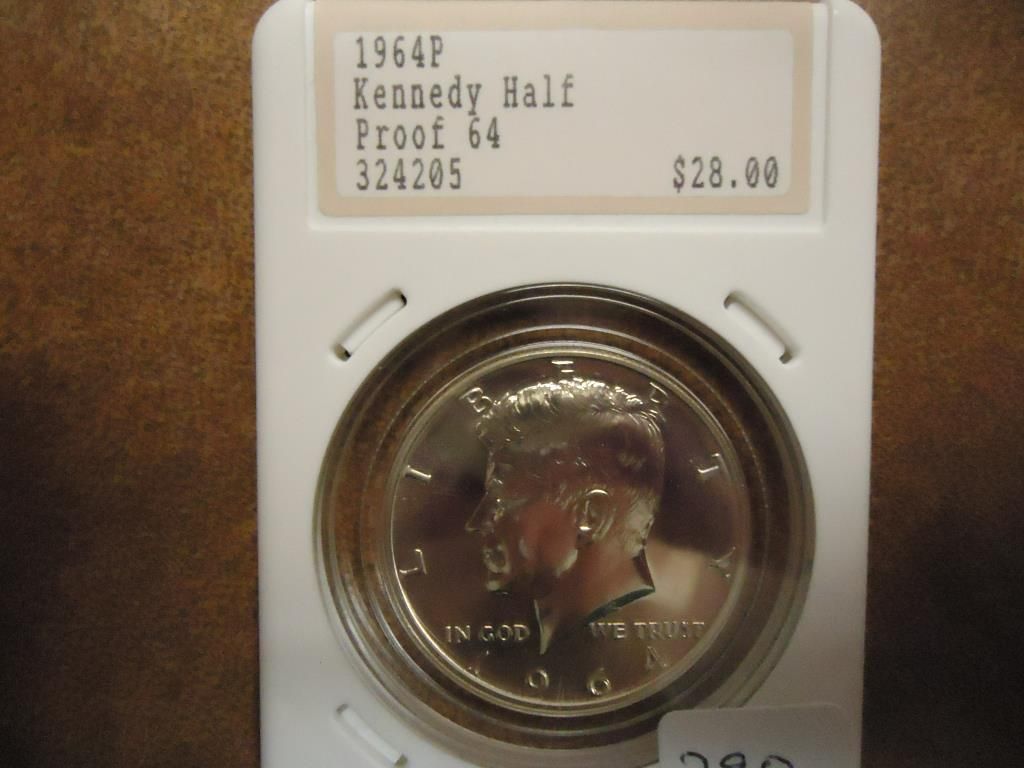 1964P
Kennedy Half
Proof 64
324205 $28.00
LIBERTY
IN GOD WE TRUST
1964